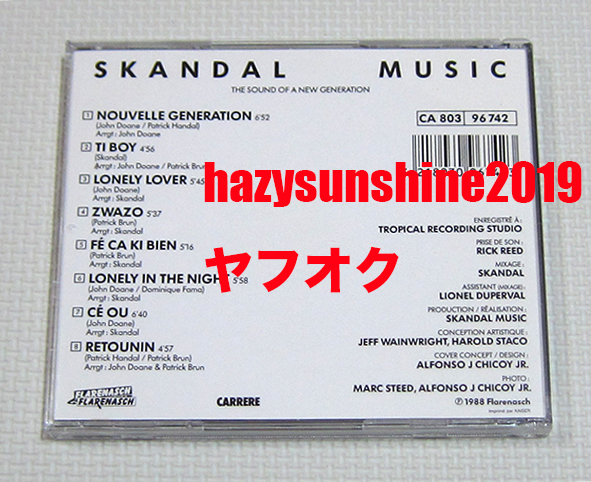 SKANDAL MUSIC
THE SOUND OF A NEW GENERATION
1 NOUVELLE GENERATION 6'52
(John Doane / Patrick Handal)
Arrgt : John Doane
2 TI BOY 4'56
(Skandal)
Arrgt : John Doane / Patrick Brun
3 LONELY LOVER 5'45
(John Doane)
Arrgt : Skandal
4 ZWAZO 5'37
(Patrick Brun)
Arrgt : Skandal
5 FÉ CA KI BIEN 5'16
(Patrick Brun)
Arrgt : Skandal
6 LONELY IN THE NIGHT 5'58
(John Doane / Dominique Fama)
Arrgt : Skandal
7 CÉ OU 6'40
(John Doane)
Arrgt : Skandal
8 RETOUNIN 4'57
(Patrick Handal / Patrick Brun)
Arrgt : John Doane & Patrick Brun
CA 803 96 742
hazysunshine2019
ヤフオク
ENREGISTRÉ À :
TROPICAL RECORDING STUDIO
PRISE DE SON :
RICK REED
MIXAGE :
SKANDAL
ASSISTANT (MIXAGE) :
LIONEL DUPERVAL
PRODUCTION / RÉALISATION :
SKANDAL MUSIC
CONCEPTION ARTISTIQUE :
JEFF WAINWRIGHT, HAROLD STACO
COVER CONCEPT / DESIGN :
ALFONSO J CHICOY JR.
PHOTO :
MARC STEED, ALFONSO J CHICOY JR.
℗ 1988 Flarenasch
FLARENASCH
FLARENASCH
CARRERE